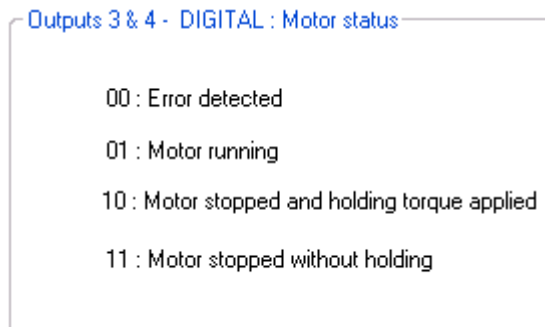 Outputs 3 & 4 - DIGITAL : Motor status
00 : Error detected
01 : Motor running
10 : Motor stopped and holding torque applied
11 : Motor stopped without holding